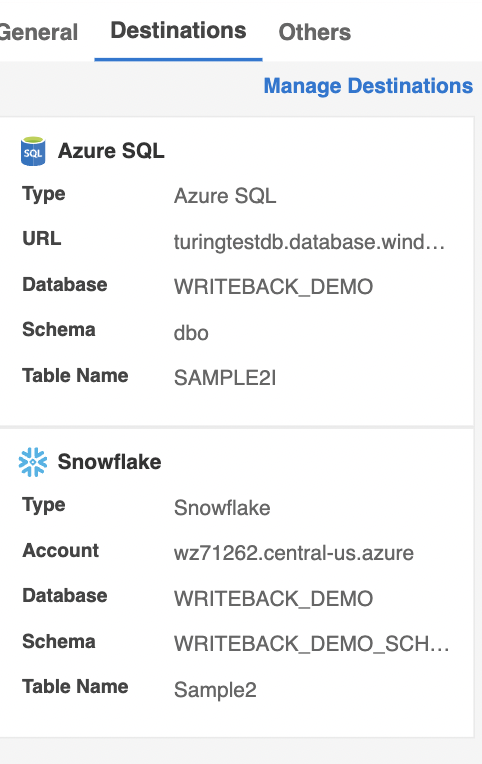 General Destinations Others
Manage Destinations
SQL Azure SQL
Type Azure SQL
URL turingtestdb.database.wind...
Database WRITEBACK_DEMO
Schema dbo
Table Name SAMPLE2I
Snowflake
Type Snowflake
Account wz71262.central-us.azure
Database WRITEBACK_DEMO
Schema WRITEBACK_DEMO_SCH...
Table Name Sample2